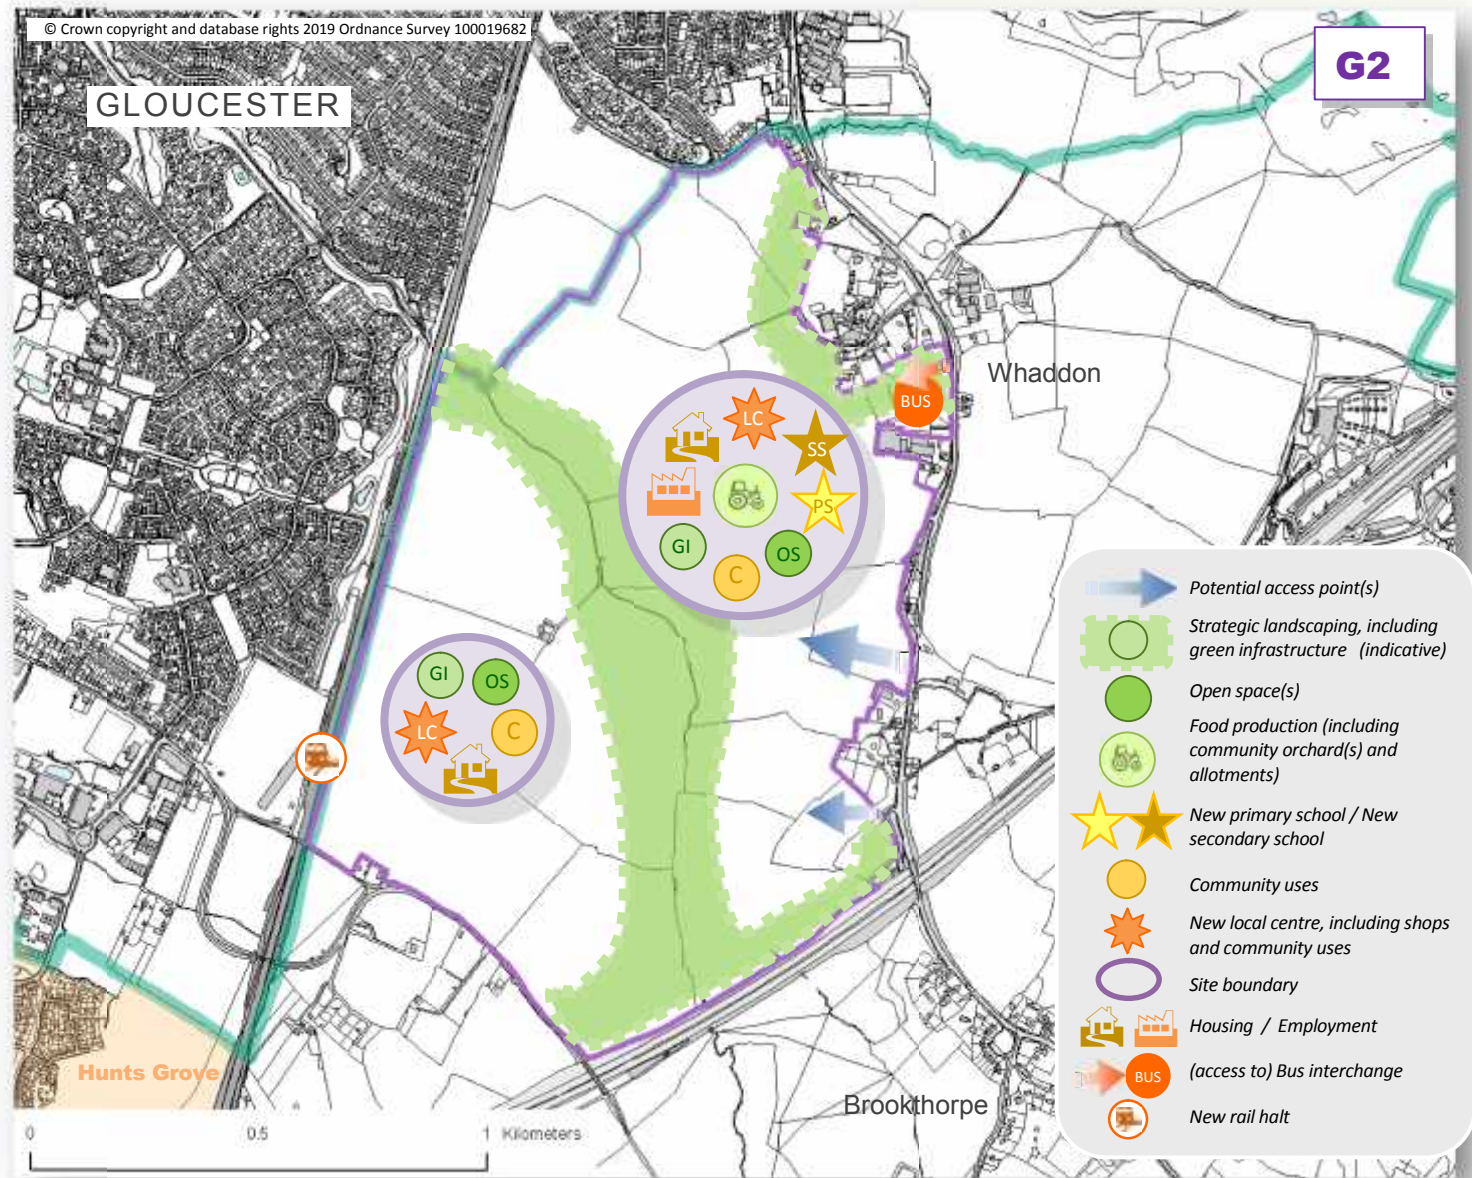 © Crown copyright and database rights 2019 Ordnance Survey 100019682
G2
GLOUCESTER
Whaddon
BUS
LC
SS
PS
GI
OS
C
GI
OS
LC
C
Potential access point(s)
Strategic landscaping, including
green infrastructure (indicative)
Open space(s)
Food production (including
community orchard(s) and
allotments)
New primary school / New
secondary school
Community uses
New local centre, including shops
and community uses
Site boundary
Housing / Employment
BUS
(access to) Bus interchange
New rail halt
Hunts Grove
Brookthorpe
0 0.5 1 Kilometers